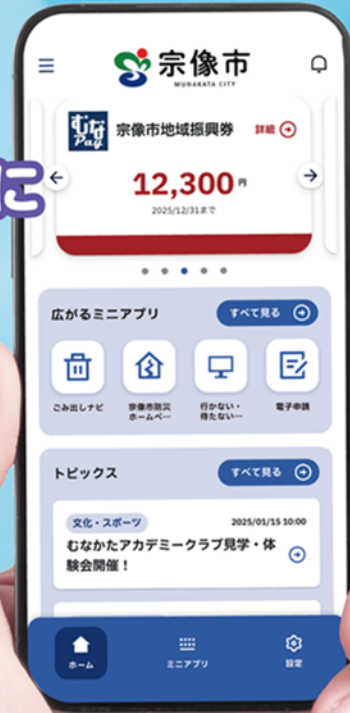 宗像市
MUNAKATA CITY
むな
Pay
宗像市地域振興券
詳細
に
12,300円
2025/12/31まで
広がるミニアプリ
すべて見る
ごみ出しナビ
宗像市防災
ホームペ…
行かない・
待たない…
電子申請
トピックス
すべて見る
文化・スポーツ
2025/01/15 10:00
むなかたアカデミークラブ見学・体
験会開催！
ホーム
ミニアプリ
設定